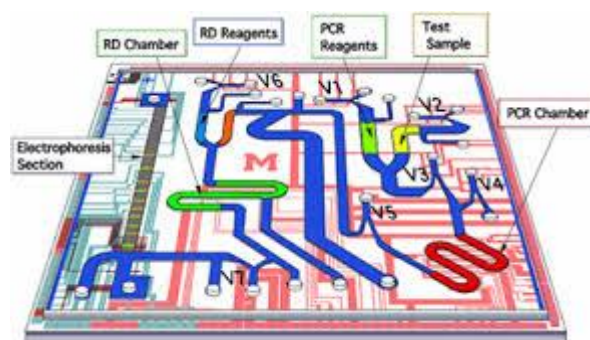 RD Chamber
RD Reagents
PCR
Reagents
Test
Sample
PCR Chamber
Electrophoresis
Section
V6
V1
V2
V3
V4
V5
V7
M